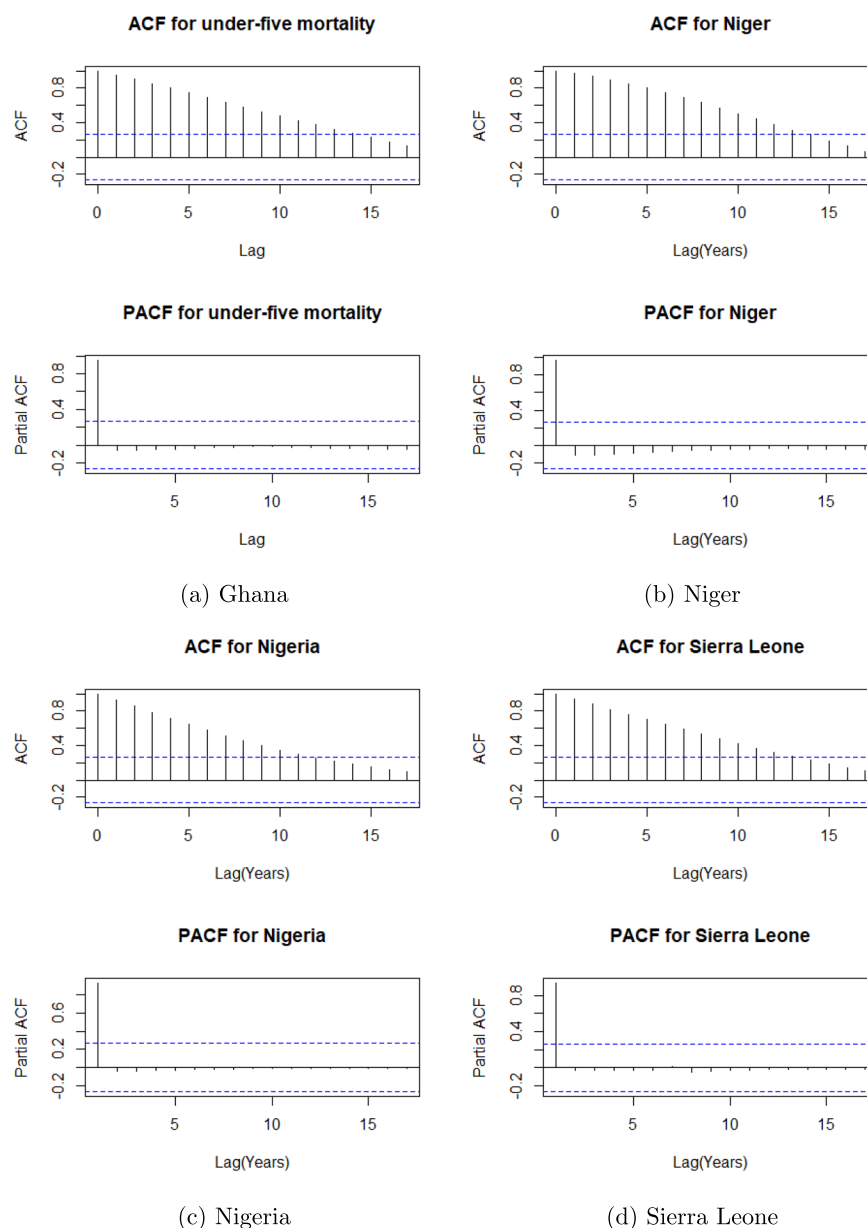 ACF for under-five mortality
ACF
-0.2 0.4 0.8
0 5 10 15
Lag
PACF for under-five mortality
Partial ACF
-0.2 0.4 0.8
5 10 15
Lag
(a) Ghana
ACF for Niger
ACF
-0.2 0.4 0.8
0 5 10 15
Lag(Years)
PACF for Niger
Partial ACF
-0.2 0.4 0.8
5 10 15
Lag(Years)
(b) Niger
ACF for Nigeria
ACF
-0.2 0.4 0.8
0 5 10 15
Lag(Years)
PACF for Nigeria
Partial ACF
-0.2 0.2 0.6
5 10 15
Lag(Years)
(c) Nigeria
ACF for Sierra Leone
ACF
-0.2 0.4 0.8
0 5 10 15
Lag(Years)
PACF for Sierra Leone
Partial ACF
-0.2 0.4 0.8
5 10 15
Lag(Years)
(d) Sierra Leone